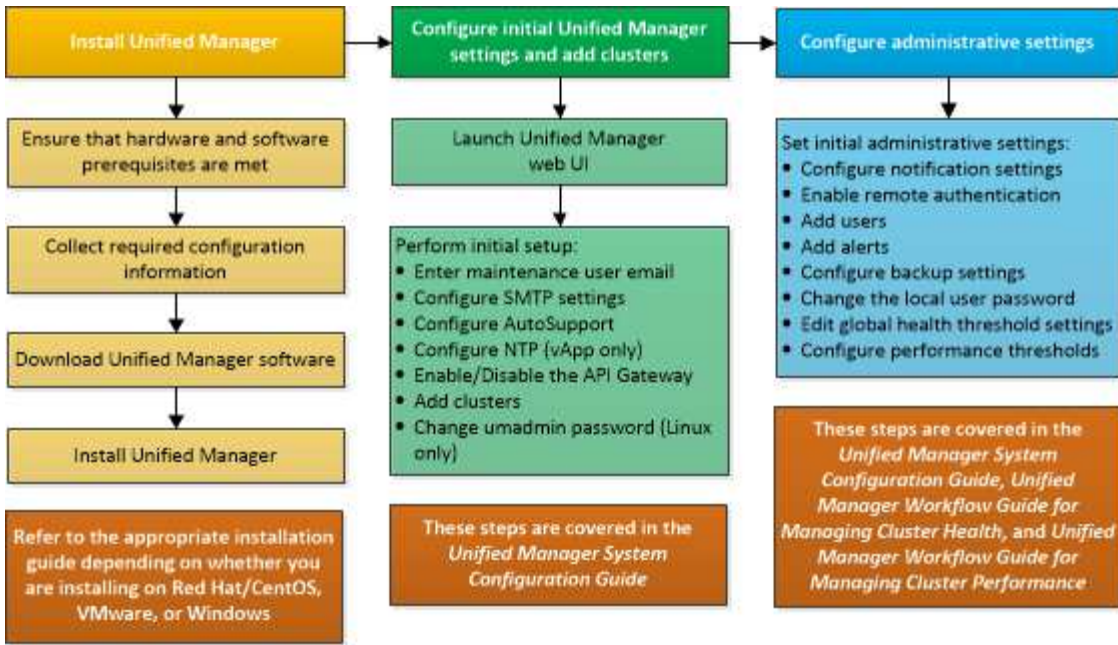 Install Unified Manager
Ensure that hardware and software
prerequisites are met
Collect required configuration
information
Download Unified Manager software
Install Unified Manager
Refer to the appropriate installation
guide depending on whether you
are installing on Red Hat/CentOS,
VMware, or Windows
Configure initial Unified Manager
settings and add clusters
Launch Unified Manager
web UI
Perform initial setup:
• Enter maintenance user email
• Configure SMTP settings
• Configure AutoSupport
• Configure NTP (vApp only)
• Enable/Disable the API Gateway
• Add clusters
• Change umadmin password (Linux
only)
These steps are covered in the
Unified Manager System
Configuration Guide
Configure administrative settings
Set initial administrative settings:
• Configure notification settings
• Enable remote authentication
• Add users
• Add alerts
• Configure backup settings
• Change the local user password
• Edit global health threshold settings
• Configure performance thresholds
These steps are covered in the
Unified Manager System
Configuration Guide, Unified
Manager Workflow Guide for
Managing Cluster Health, and Unified
Manager Workflow Guide for
Managing Cluster Performance